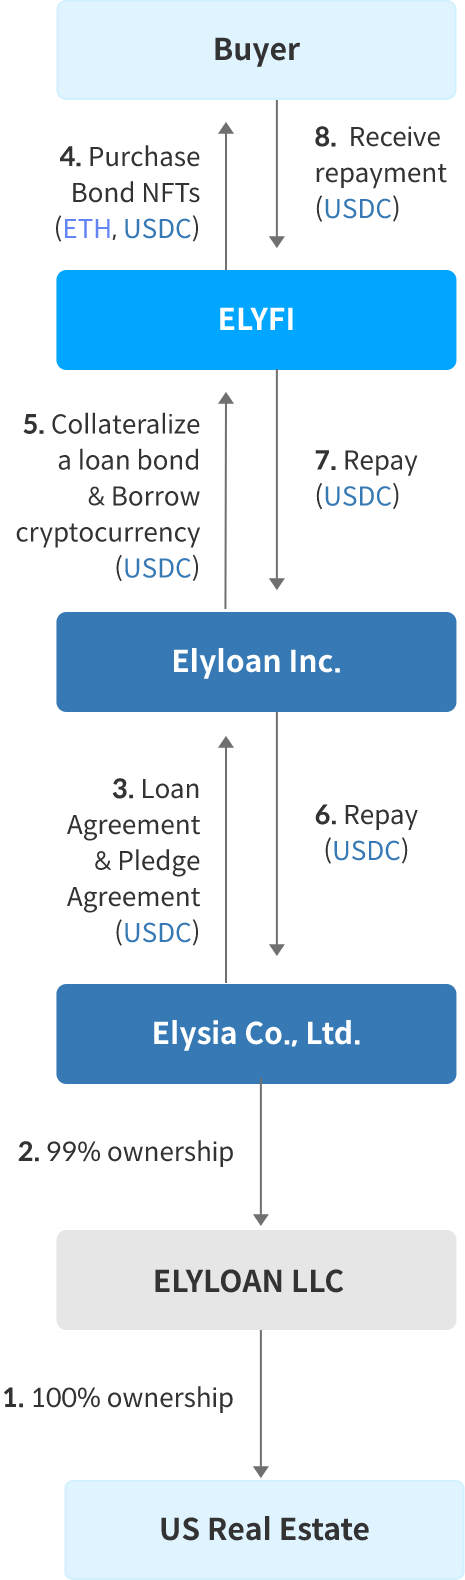 Buyer
4. Purchase
Bond NFTs
(ETH, USDC)
8. Receive
repayment
(USDC)
ELYFI
5. Collateralize
a loan bond
& Borrow
cryptocurrency
(USDC)
7. Repay
(USDC)
Elyloan Inc.
3. Loan
Agreement
& Pledge
Agreement
(USDC)
6. Repay
(USDC)
Elysia Co., Ltd.
2. 99% ownership
ELYLOAN LLC
1. 100% ownership
US Real Estate